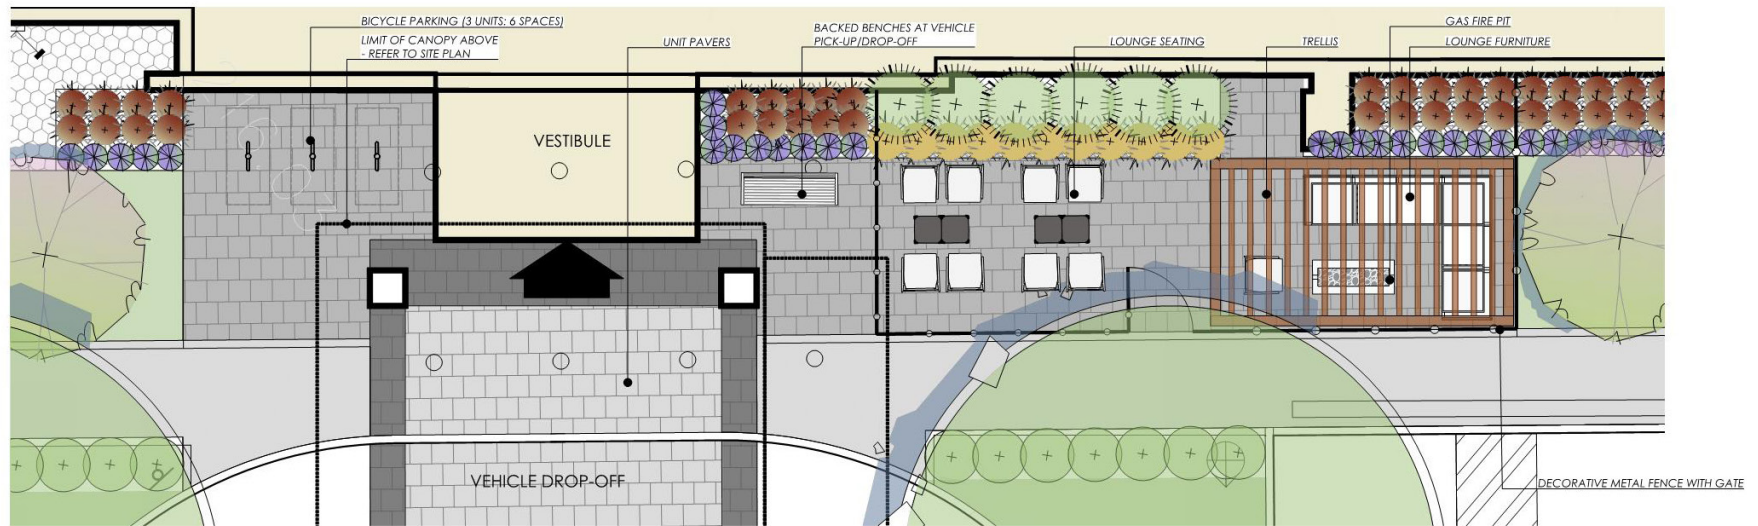 BICYCLE PARKING (3 UNITS: 6 SPACES)
LIMIT OF CANOPY ABOVE
- REFER TO SITE PLAN
UNIT PAVERS
BACKED BENCHES AT VEHICLE
PICK-UP/DROP-OFF
LOUNGE SEATING
TRELLIS
GAS FIRE PIT
LOUNGE FURNITURE
VESTIBULE
VEHICLE DROP-OFF
DECORATIVE METAL FENCE WITH GATE